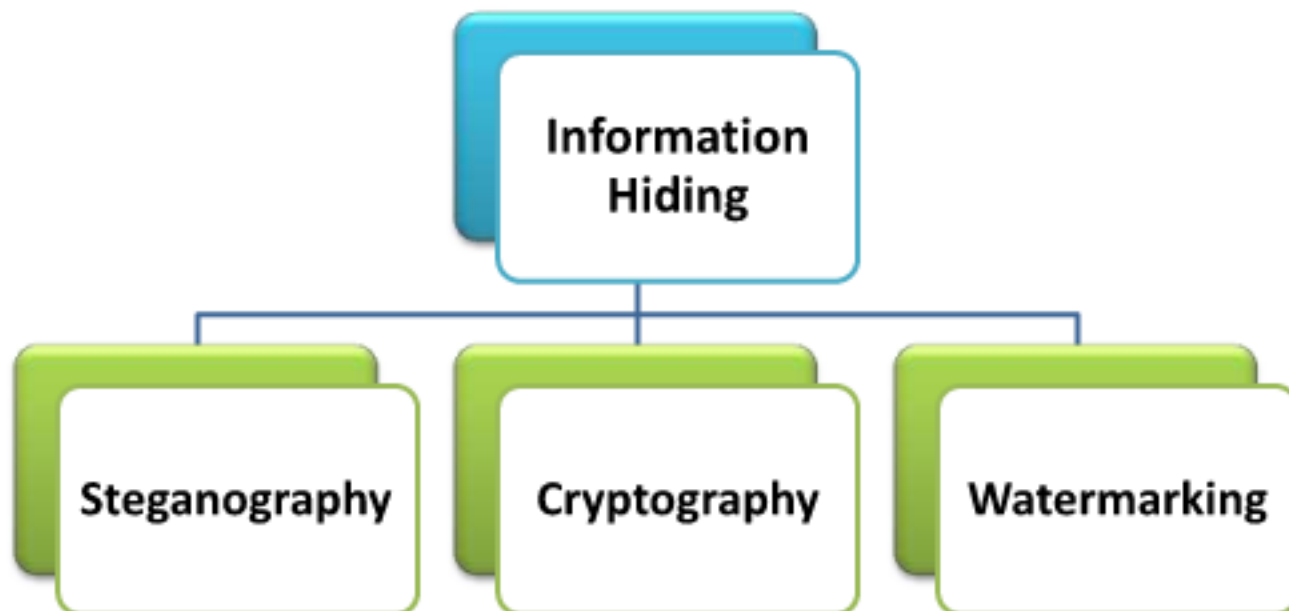 Information
Hiding
Steganography
Cryptography
Watermarking